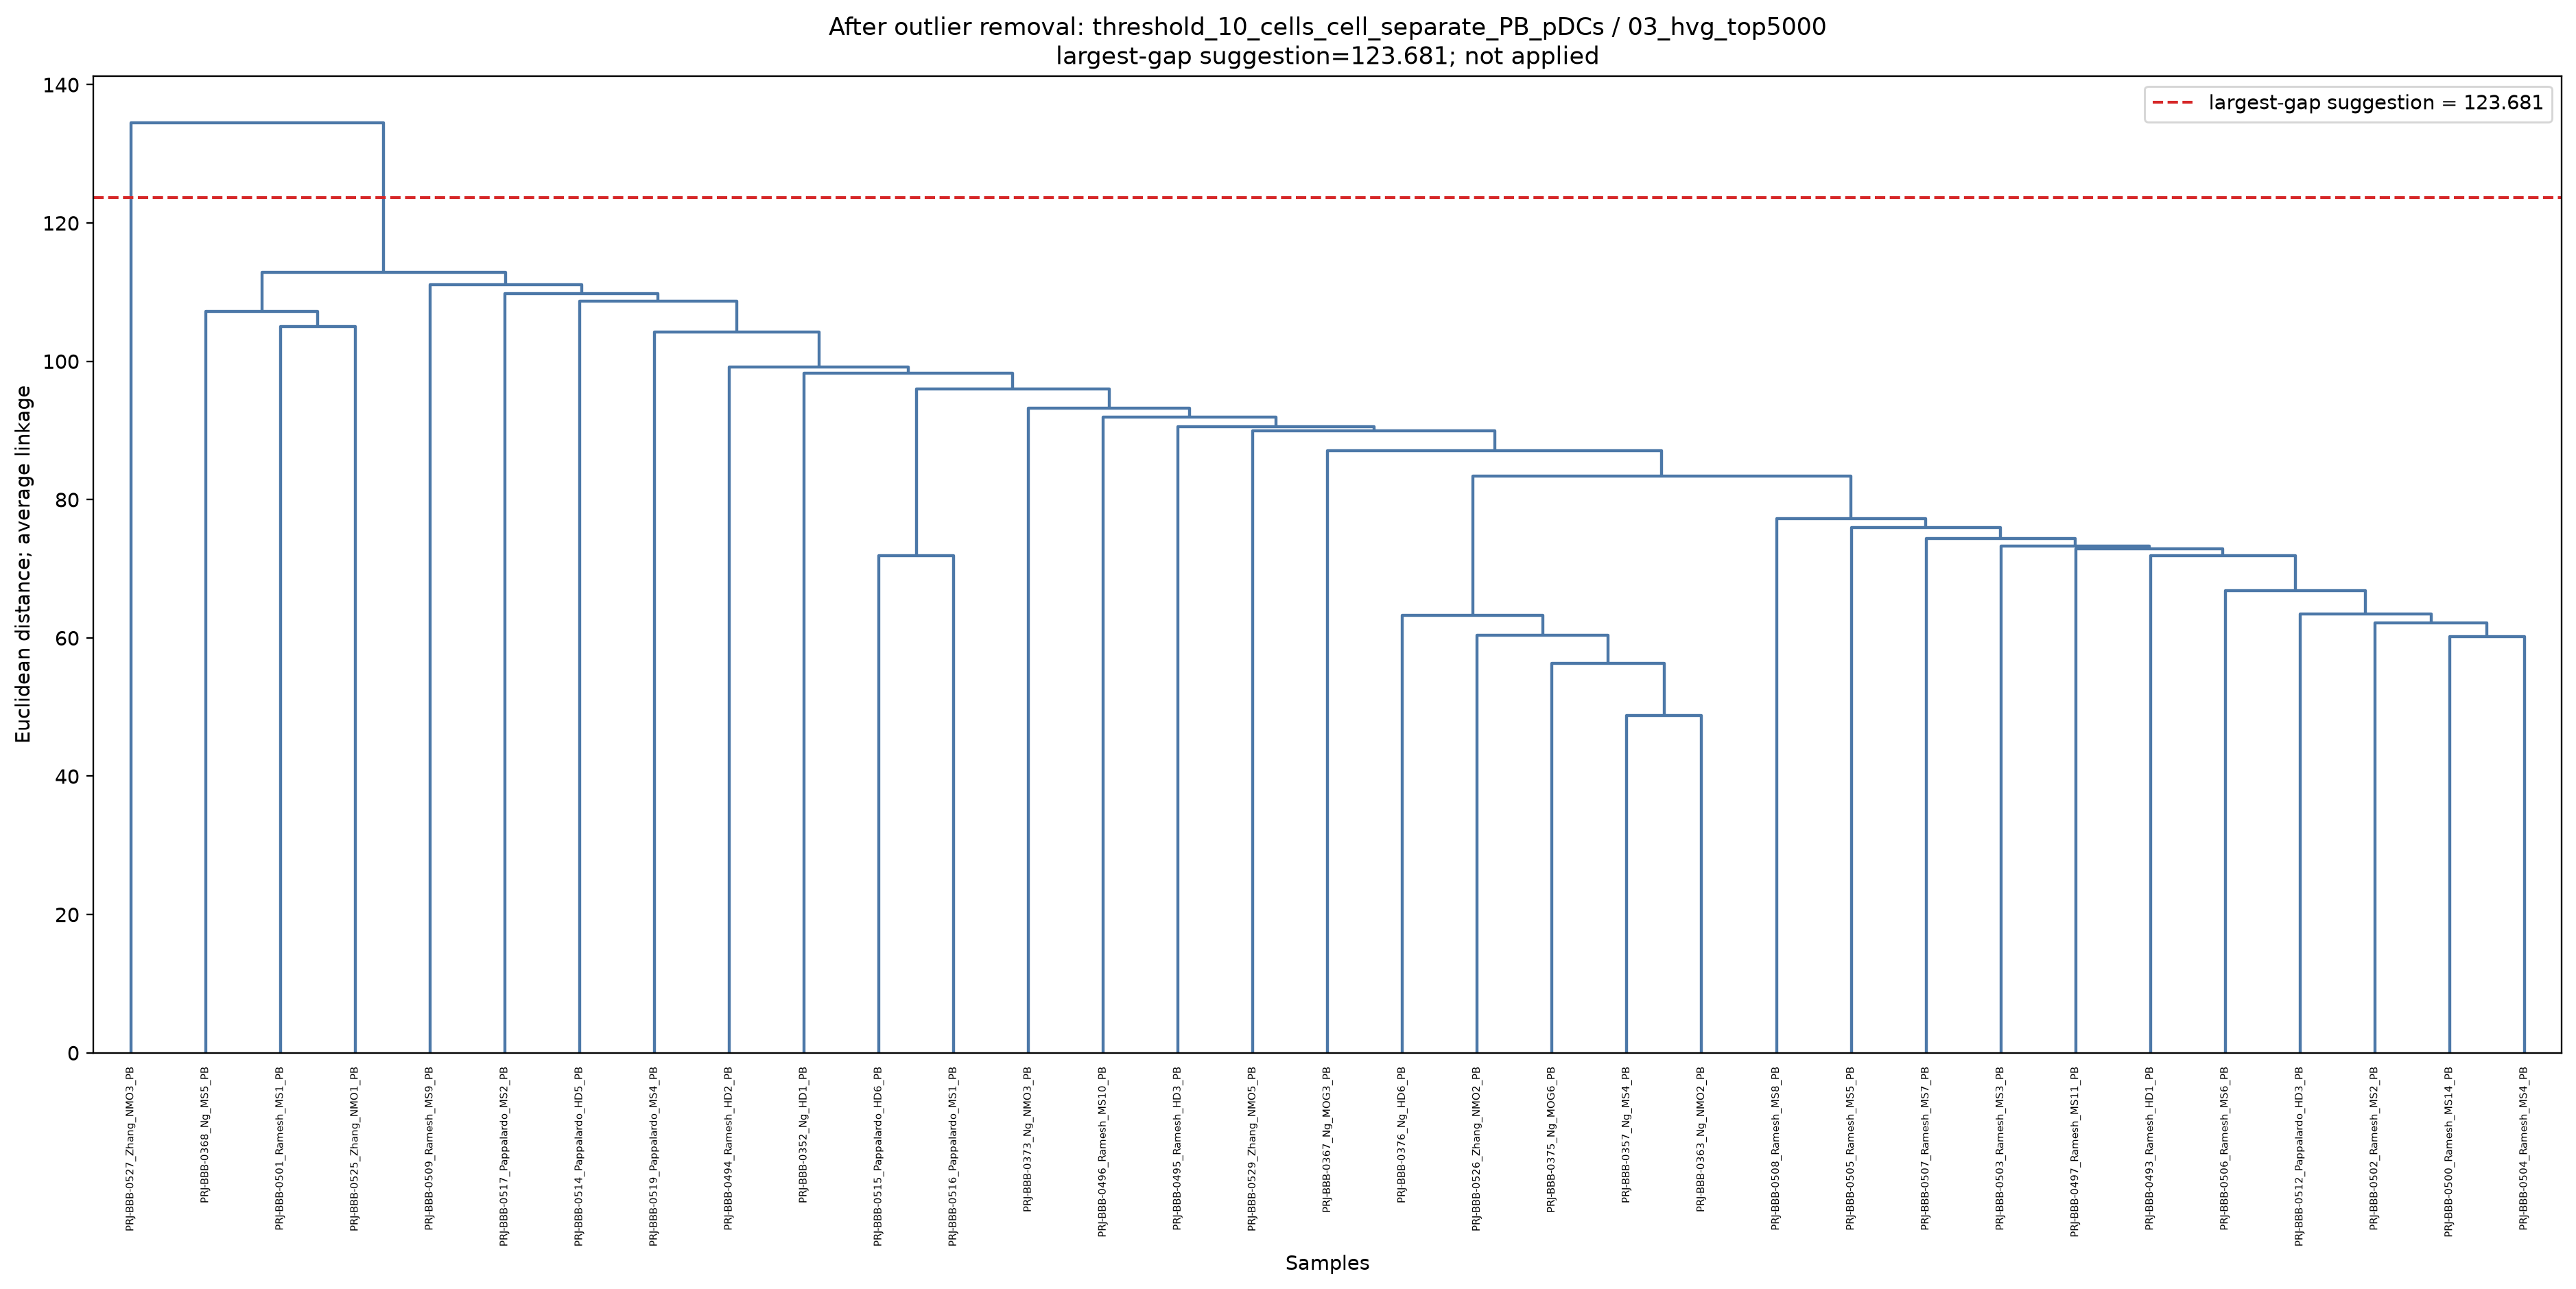 After outlier removal: threshold_10_cells_cell_separate_PB_pDCs / 03_hvg_top5000
largest-gap suggestion=123.681; not applied
largest-gap suggestion = 123.681
Euclidean distance; average linkage
140
120
100
80
60
40
20
0
PRJ-BBB-0527_Zhang_NMO3_PB
PRJ-BBB-0368_Ng_MS5_PB
PRJ-BBB-0501_Ramesh_MS1_PB
PRJ-BBB-0525_Zhang_NMO1_PB
PRJ-BBB-0509_Ramesh_MS9_PB
PRJ-BBB-0517_Pappalardo_MS2_PB
PRJ-BBB-0514_Pappalardo_HD5_PB
PRJ-BBB-0519_Pappalardo_MS4_PB
PRJ-BBB-0494_Ramesh_HD2_PB
PRJ-BBB-0352_Ng_HD1_PB
PRJ-BBB-0515_Pappalardo_HD6_PB
PRJ-BBB-0516_Pappalardo_MS1_PB
PRJ-BBB-0373_Ng_NMO3_PB
PRJ-BBB-0496_Ramesh_MS10_PB
PRJ-BBB-0495_Ramesh_HD3_PB
PRJ-BBB-0529_Zhang_NMO5_PB
PRJ-BBB-0367_Ng_MOG3_PB
PRJ-BBB-0376_Ng_HD6_PB
PRJ-BBB-0526_Zhang_NMO2_PB
PRJ-BBB-0375_Ng_MOG6_PB
PRJ-BBB-0357_Ng_MS4_PB
PRJ-BBB-0363_Ng_NMO2_PB
PRJ-BBB-0508_Ramesh_MS8_PB
PRJ-BBB-0505_Ramesh_MS5_PB
PRJ-BBB-0507_Ramesh_MS7_PB
PRJ-BBB-0503_Ramesh_MS3_PB
PRJ-BBB-0497_Ramesh_MS11_PB
PRJ-BBB-0493_Ramesh_HD1_PB
PRJ-BBB-0506_Ramesh_MS6_PB
PRJ-BBB-0512_Pappalardo_HD3_PB
PRJ-BBB-0502_Ramesh_MS2_PB
PRJ-BBB-0500_Ramesh_MS14_PB
PRJ-BBB-0504_Ramesh_MS4_PB
Samples